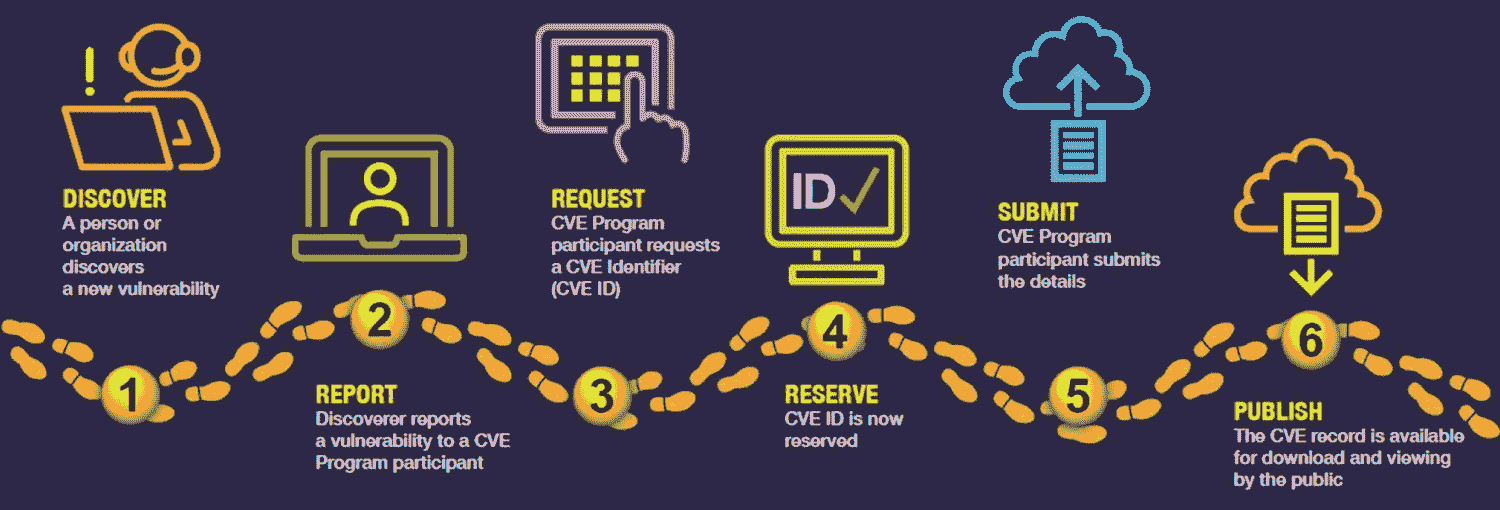 DISCOVER
A person or
organization
discovers
a new vulnerability
1
2
REPORT
Discoverer reports
a vulnerability to a CVE
Program participant
REQUEST
CVE Program
participant requests
a CVE Identifier
(CVE ID)
3
ID
4
RESERVE
CVE ID is now
reserved
SUBMIT
CVE Program
participant submits
the details
5
6
PUBLISH
The CVE record is available
for download and viewing
by the public